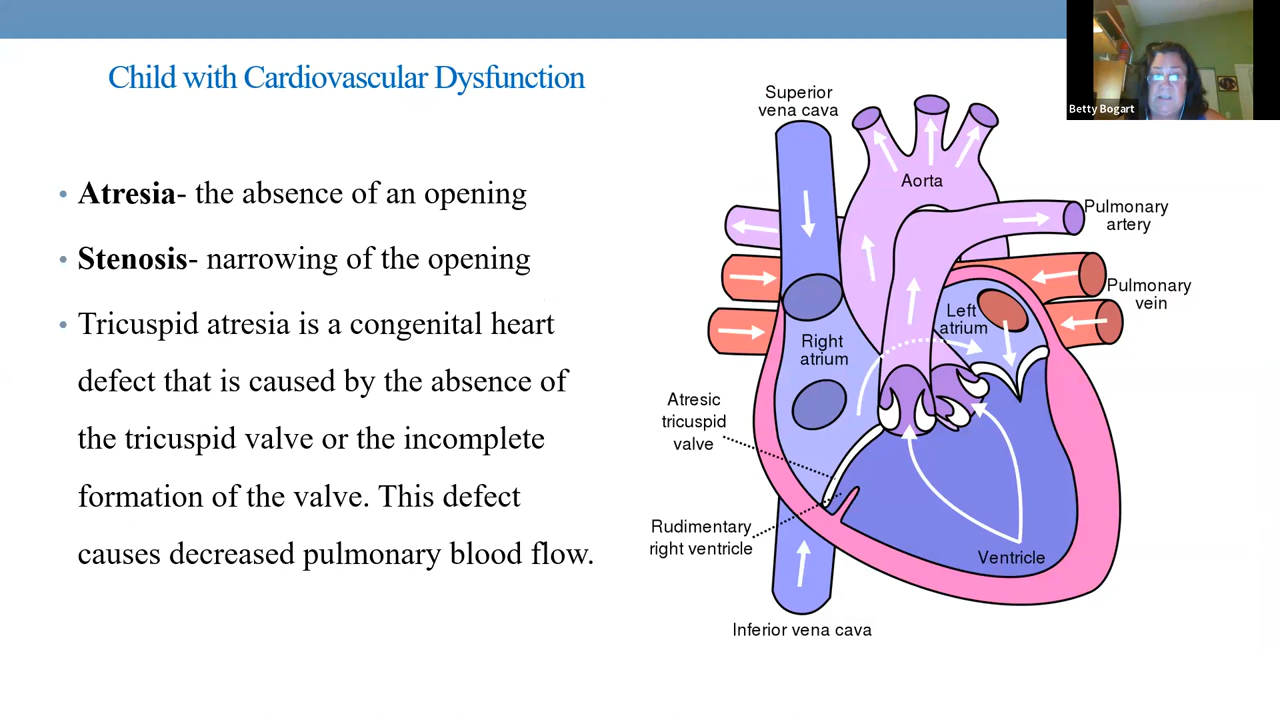 Child with Cardiovascular Dysfunction
• Atresia- the absence of an opening
• Stenosis- narrowing of the opening
• Tricuspid atresia is a congenital heart
defect that is caused by the absence of
the tricuspid valve or the incomplete
formation of the valve. This defect
causes decreased pulmonary blood flow.
Superior
vena cava
Aorta
Pulmonary
artery
Pulmonary
vein
Left
atrium
Right
atrium
Atresic
tricuspid
valve
Rudimentary
right ventricle
Ventricle
Inferior vena cava
Betty Bogart